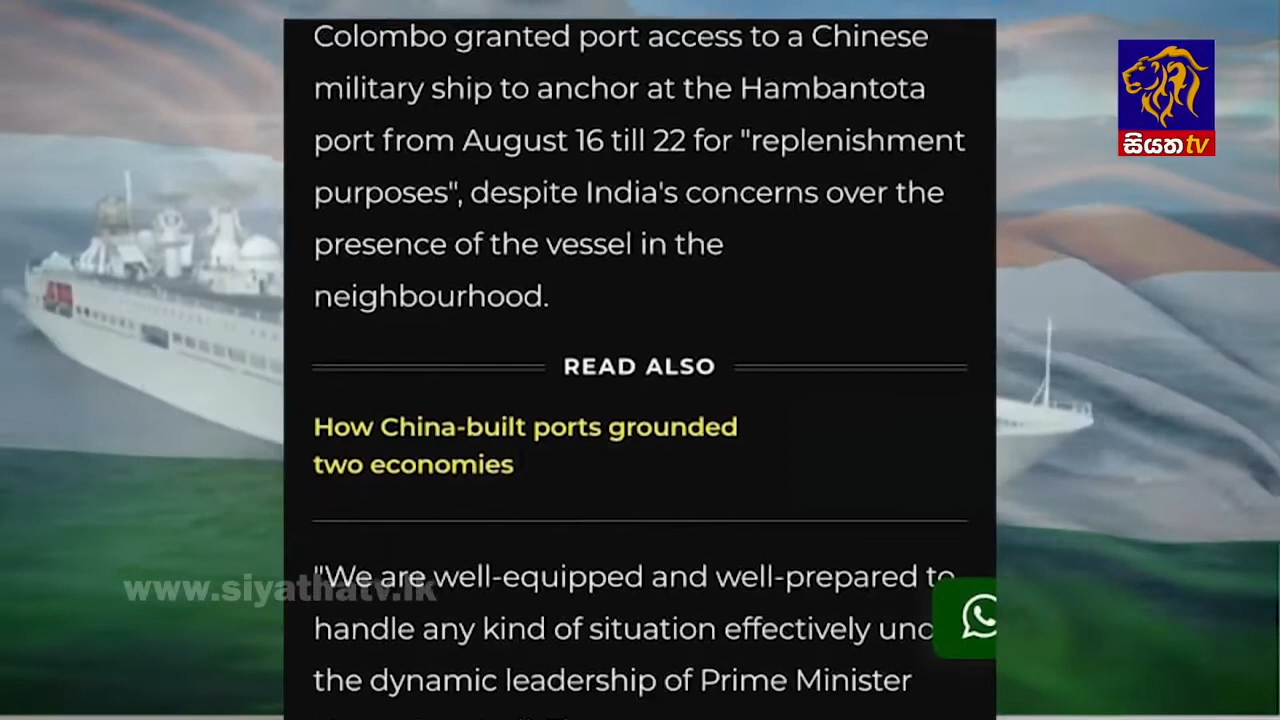 Colombo granted port access to a Chinese
military ship to anchor at the Hambantota
port from August 16 till 22 for "replenishment
purposes", despite India's concerns over the
presence of the vessel in the
neighbourhood.
READ ALSO
How China-built ports grounded
two economies
"We are well-equipped and well-prepared to
handle any kind of situation effectively und
the dynamic leadership of Prime Minister
සියත tv
www.siyathatv.lk